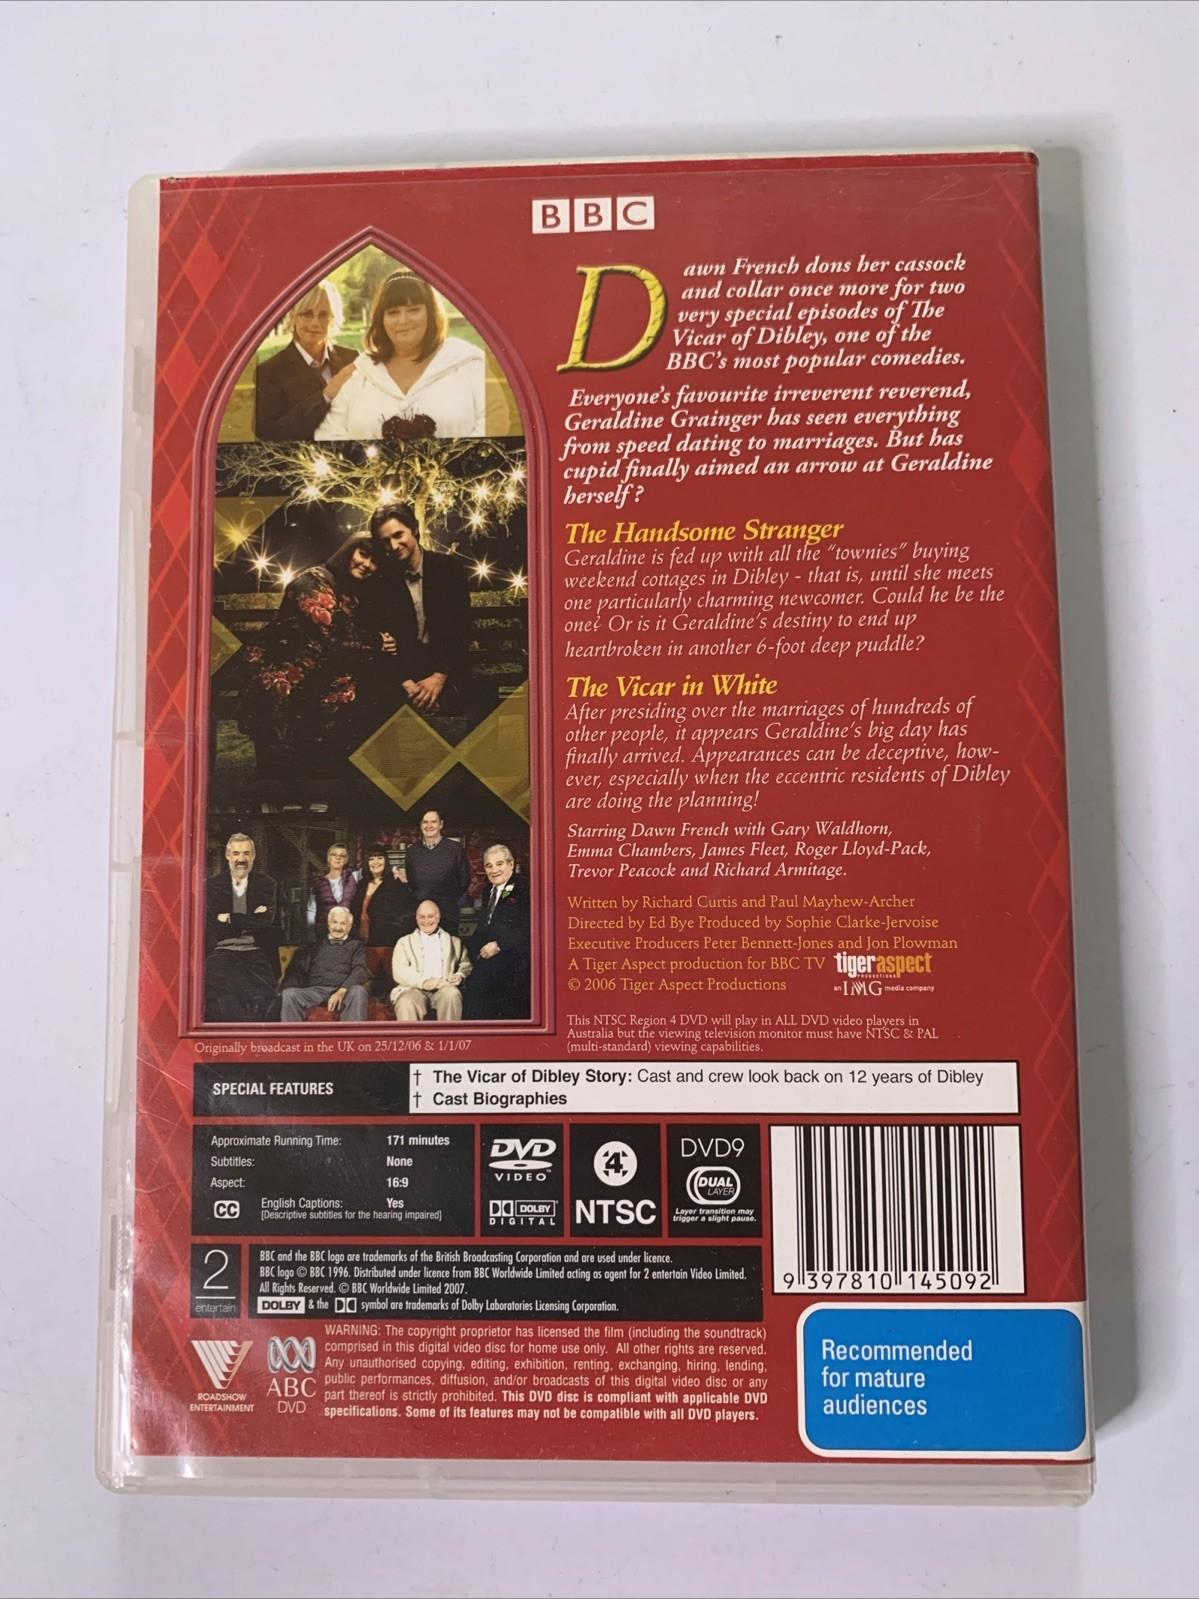 BBC
Dawn French dons her cassock
and collar once more for two
very special episodes of The
Vicar of Dibley, one of the
BBC's most popular comedies.
Everyone's favourite irreverent reverend,
Geraldine Grainger has seen everything
from speed dating to marriages. But has
cupid finally aimed an arrow at Geraldine
herself?
The Handsome Stranger
Geraldine is fed up with all the "townies" buying
weekend cottages in Dibley - that is, until she meets
one particularly charming newcomer. Could he be the
one? Or is it Geraldine's destiny to end up
heartbroken in another 6-foot deep puddle?
The Vicar in White
After presiding over the marriages of hundreds of
other people, it appears Geraldine's big day has
finally arrived. Appearances can be deceptive, how-
ever, especially when the eccentric residents of Dibley
are doing the planning!
Starring Dawn French with Gary Waldhorn,
Emma Chambers, James Fleet, Roger Lloyd-Pack,
Trevor Peacock and Richard Armitage.
Written by Richard Curtis and Paul Mayhew-Archer
Directed by Ed Bye Produced by Sophie Clarke-Jervoise
Executive Producers Peter Bennett-Jones and Jon Plowman
A Tiger Aspect production for BBC TV
© 2006 Tiger Aspect Productions
tigeraspect
PRODUCTIONS
an IMG media company
This NTSC Region 4 DVD will play in ALL DVD video players in
Australia but the viewing television monitor must have NTSC & PAL
(multi-standard) viewing capabilities.
Originally broadcast in the UK on 25/12/06 & 1/1/07
SPECIAL FEATURES
† The Vicar of Dibley Story: Cast and crew look back on 12 years of Dibley
† Cast Biographies
Approximate Running Time: 171 minutes
Subtitles: None
Aspect: 16:9
CC English Captions: Yes
[Descriptive subtitles for the hearing impaired]
DVD
VIDEO™
DOLBY
DIGITAL
4
NTSC
DVD9
DUAL
LAYER
Layer transition may
trigger a slight pause.
9 397810 145092
2
entertain
BBC and the BBC logo are trademarks of the British Broadcasting Corporation and are used under licence.
BBC logo © BBC 1996. Distributed under licence from BBC Worldwide Limited acting as agent for 2 entertain Video Limited.
All Rights Reserved. © BBC Worldwide Limited 2007.
DOLBY & the symbol are trademarks of Dolby Laboratories Licensing Corporation.
ROADSHOW
ENTERTAINMENT
ABC
DVD
WARNING: The copyright proprietor has licensed the film (including the soundtrack)
comprised in this digital video disc for home use only. All other rights are reserved.
Any unauthorised copying, editing, exhibition, renting, exchanging, hiring, lending,
public performances, diffusion, and/or broadcasts of this digital video disc or any
part thereof is strictly prohibited. This DVD disc is compliant with applicable DVD
specifications. Some of its features may not be compatible with all DVD players.
Recommended
for mature
audiences